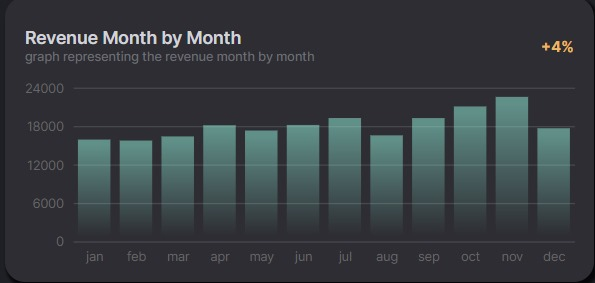 Revenue Month by Month
graph representing the revenue month by month
+4%
24000
18000
12000
6000
0
jan feb mar apr may jun jul aug sep oct nov dec